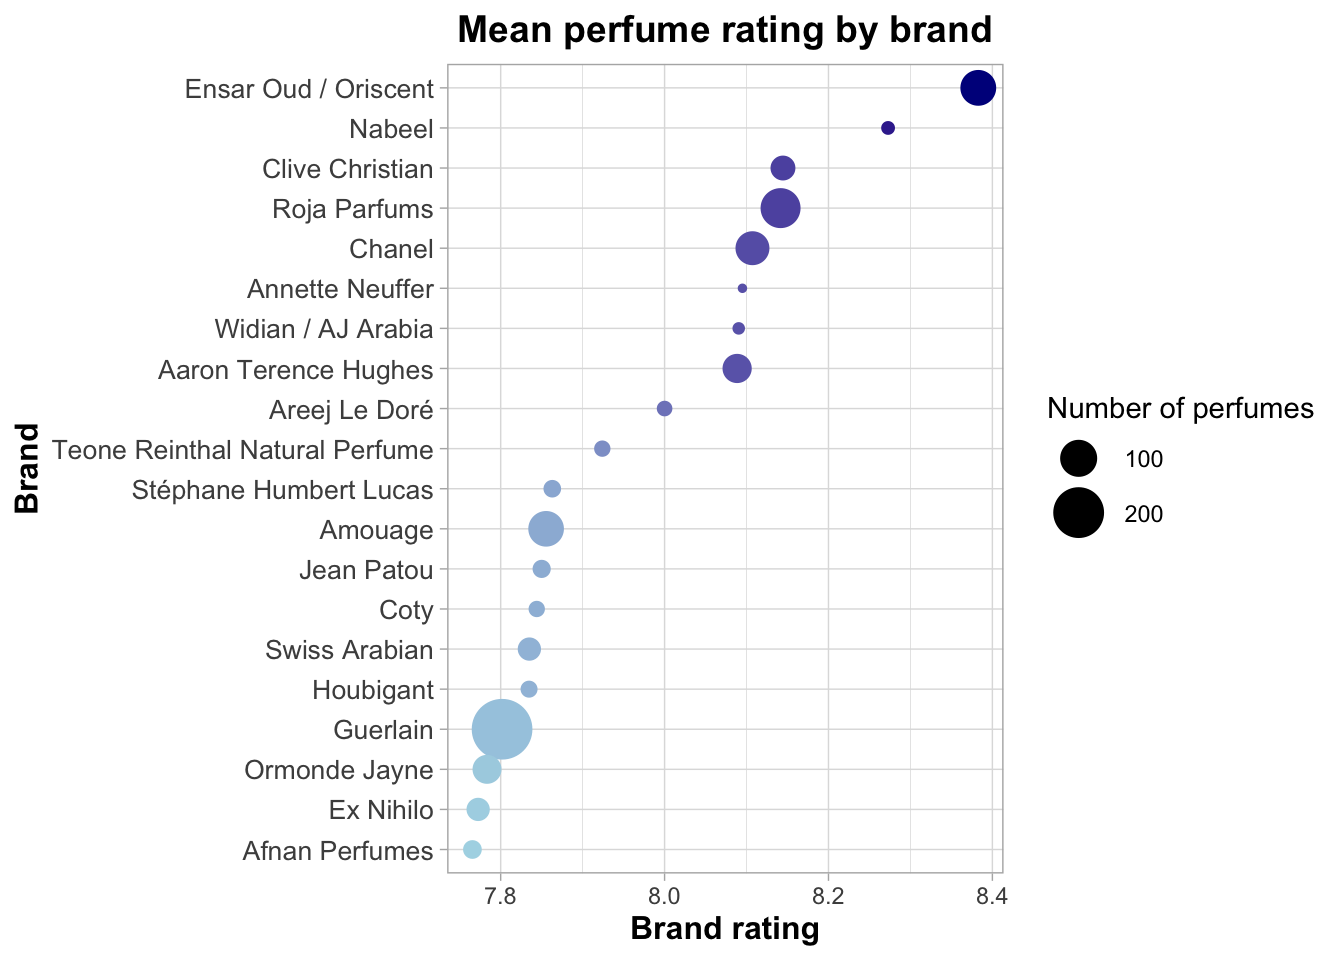 Mean perfume rating by brand
Ensar Oud / Oriscent
Nabeel
Clive Christian
Roja Parfums
Chanel
Annette Neuffer
Widian / AJ Arabia
Aaron Terence Hughes
Areej Le Doré
Teone Reinthal Natural Perfume
Stéphane Humbert Lucas
Amouage
Jean Patou
Coty
Swiss Arabian
Houbigant
Guerlain
Ormonde Jayne
Ex Nihilo
Afnan Perfumes
Brand
7.8 8.0 8.2 8.4
Brand rating
Number of perfumes
100
200